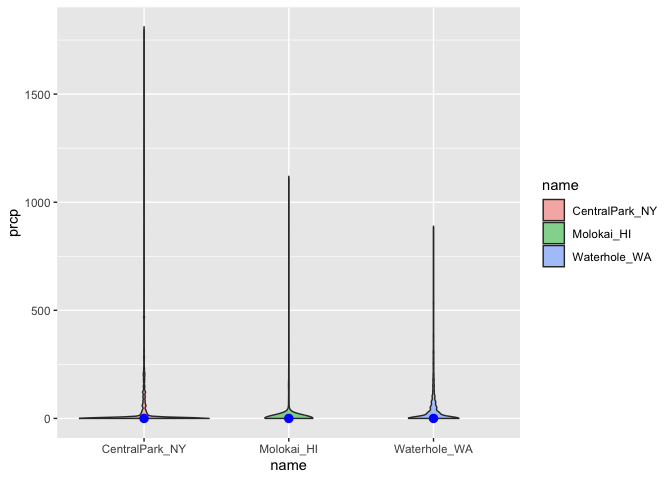 1500
1000
500
0
prcp
CentralPark_NY
Molokai_HI
Waterhole_WA
name
name
CentralPark_NY
Molokai_HI
Waterhole_WA